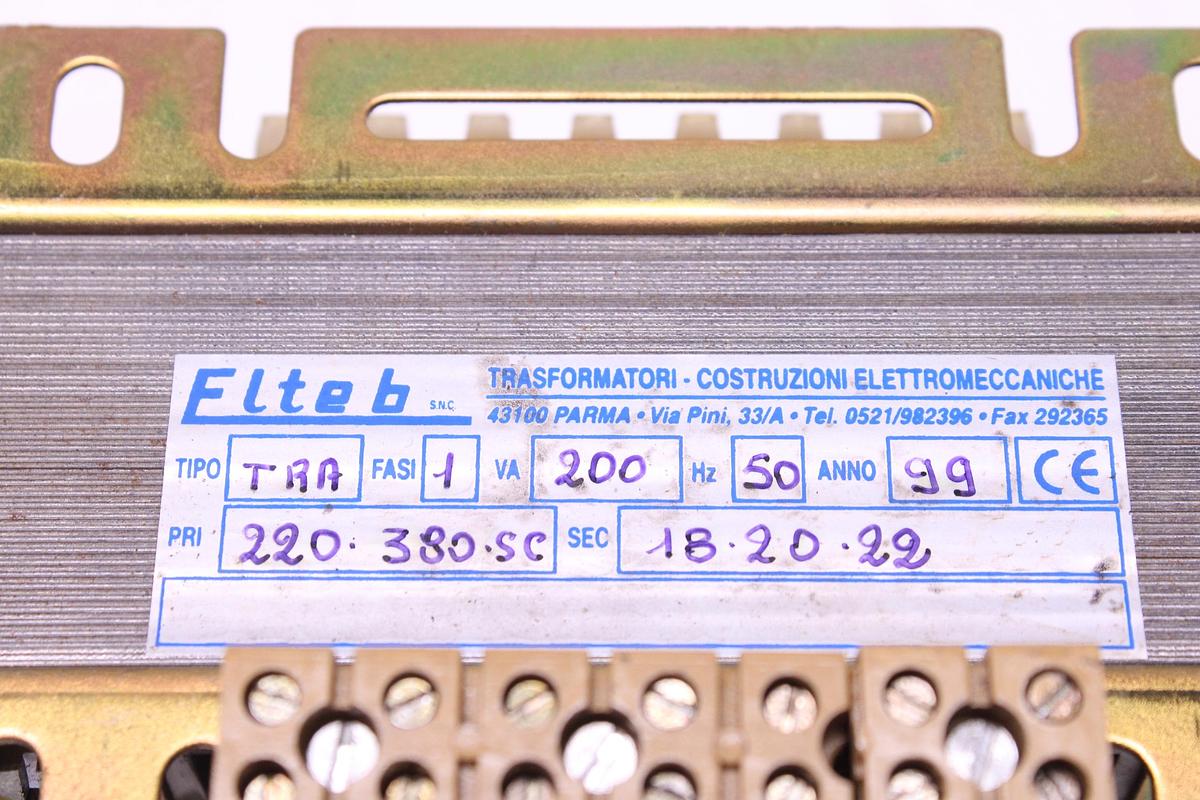 Elteb S.N.C. TRASFORMATORI - COSTRUZIONI ELETTROMECCANICHE
43100 PARMA • Via Pini, 33/A • Tel. 0521/982396 • Fax 292365
TIPO TRA FASI 1 VA 200 Hz 50 ANNO 99 CE
PRI 220. 380.SC SEC 18.20.22